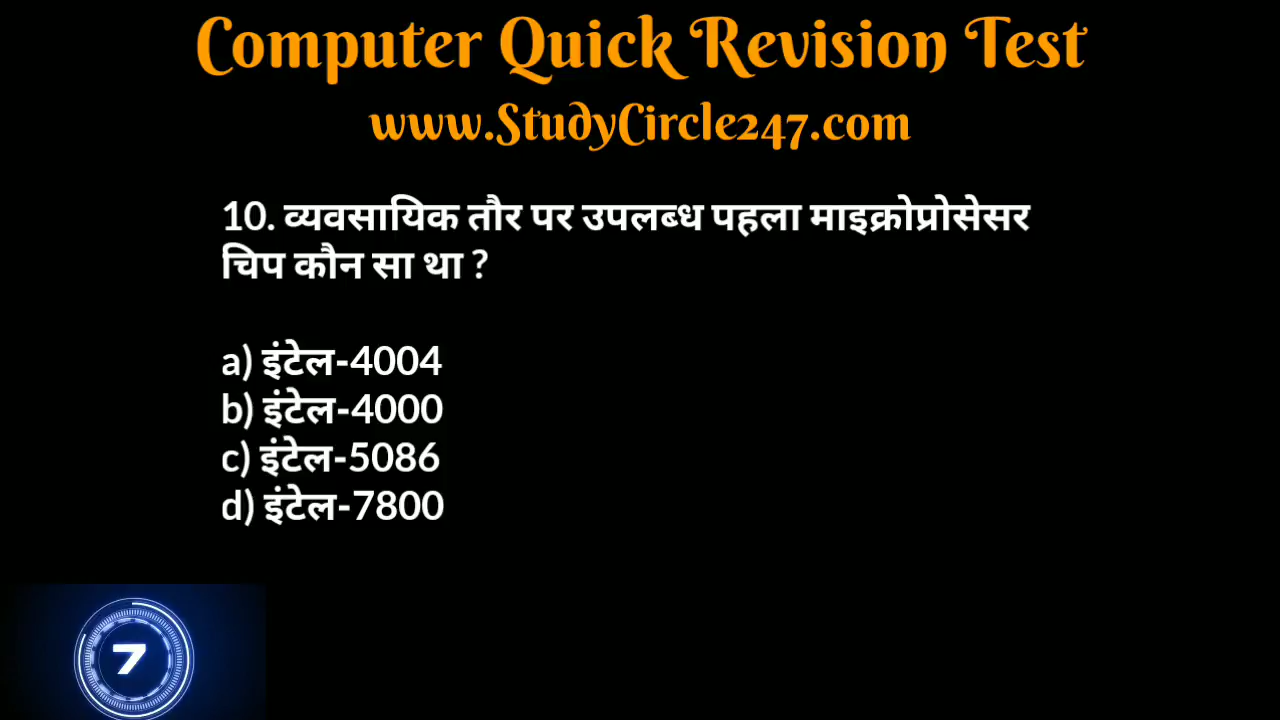 Computer Quick Revision Test
www.StudyCircle247.com
10. व्यवसायिक तौर पर उपलब्ध पहला माइक्रोप्रोसेसर
चिप कौन सा था ?
a) इंटेल-4004
b) इंटेल-4000
c) इंटेल-5086
d) इंटेल-7800
7